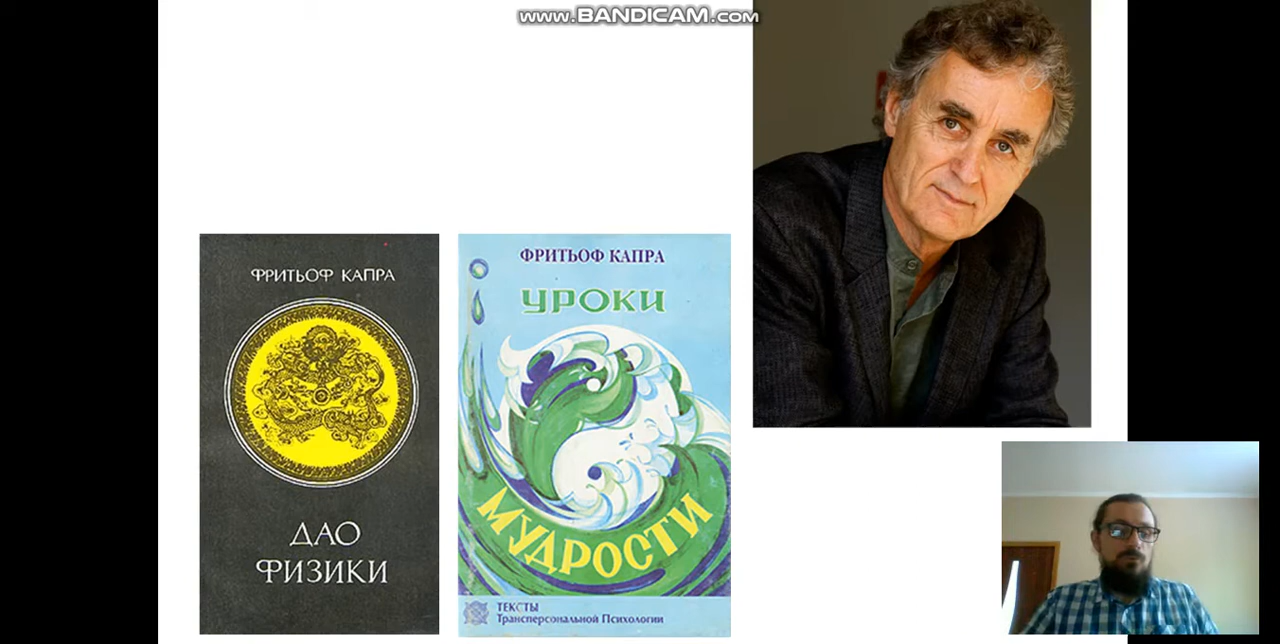 www.BANDICAM.com
ФРИТЬОФ КАПРА
ДАО
ФИЗИКИ
ФРИТЬОФ КАПРА
УРОКИ
МУДРОСТИ
ТЕКСТЫ
Трансперсональной Психологии